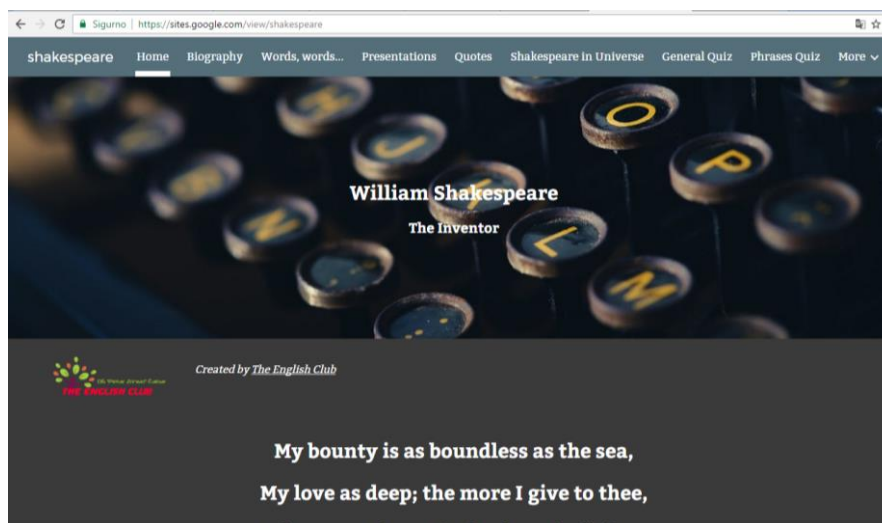 Sigurno https://sites.google.com/view/shakespeare
shakespeare Home Biography Words, words... Presentations Quotes Shakespeare in Universe General Quiz Phrases Quiz More
J
O
P
N
L
M
William Shakespeare
The Inventor
Created by The English Club
THE ENGLISH CLUB
My bounty is as boundless as the sea,
My love as deep; the more I give to thee,